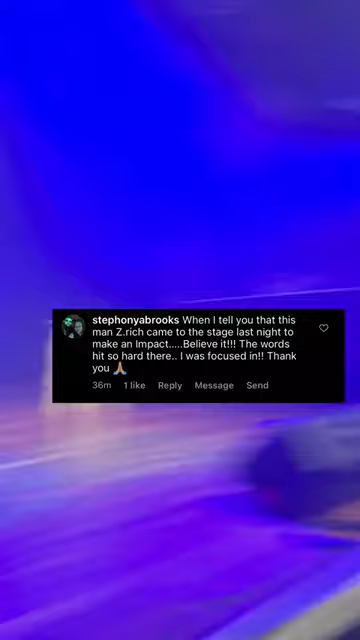 stephonyabrooks When I tell you that this
man Z.rich came to the stage last night to
make an Impact.....Believe it!!! The words
hit so hard there.. I was focused in!! Thank
you 🙏🏽
36m 1 like Reply Message Send